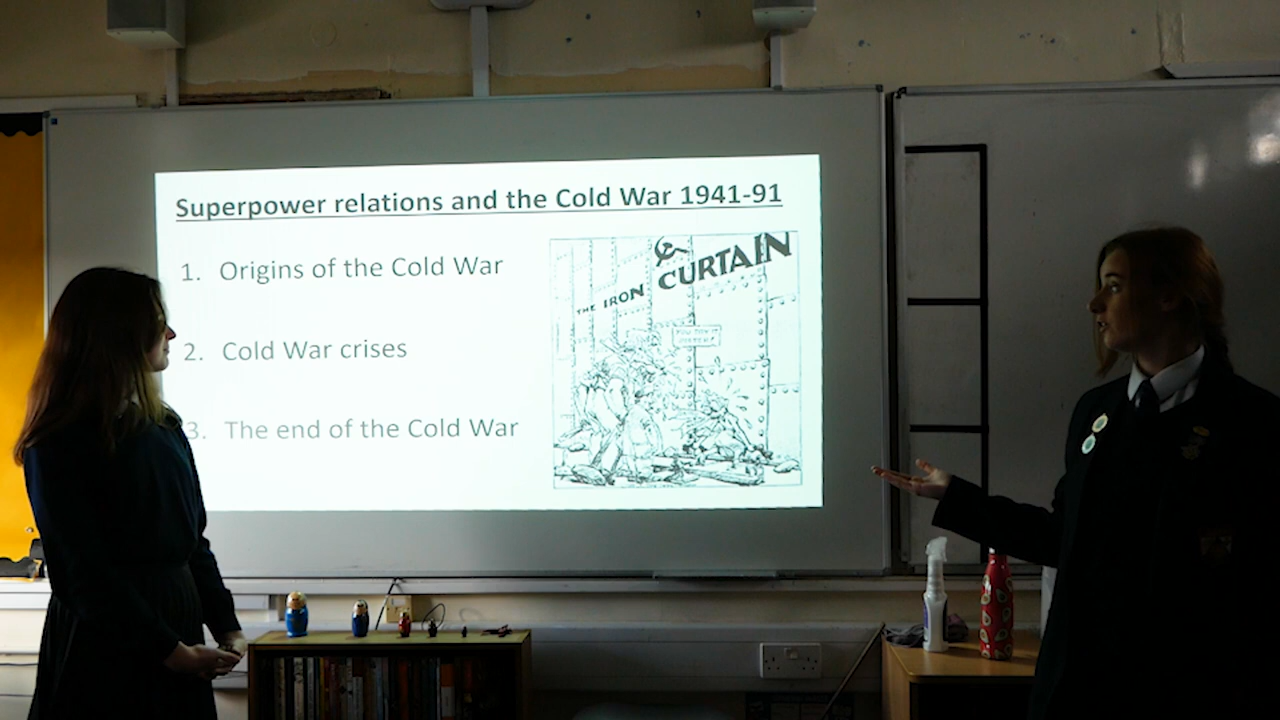 Superpower relations and the Cold War 1941-91
1. Origins of the Cold War
THE IRON CURTAIN
2. Cold War crises
3. The end of the Cold War